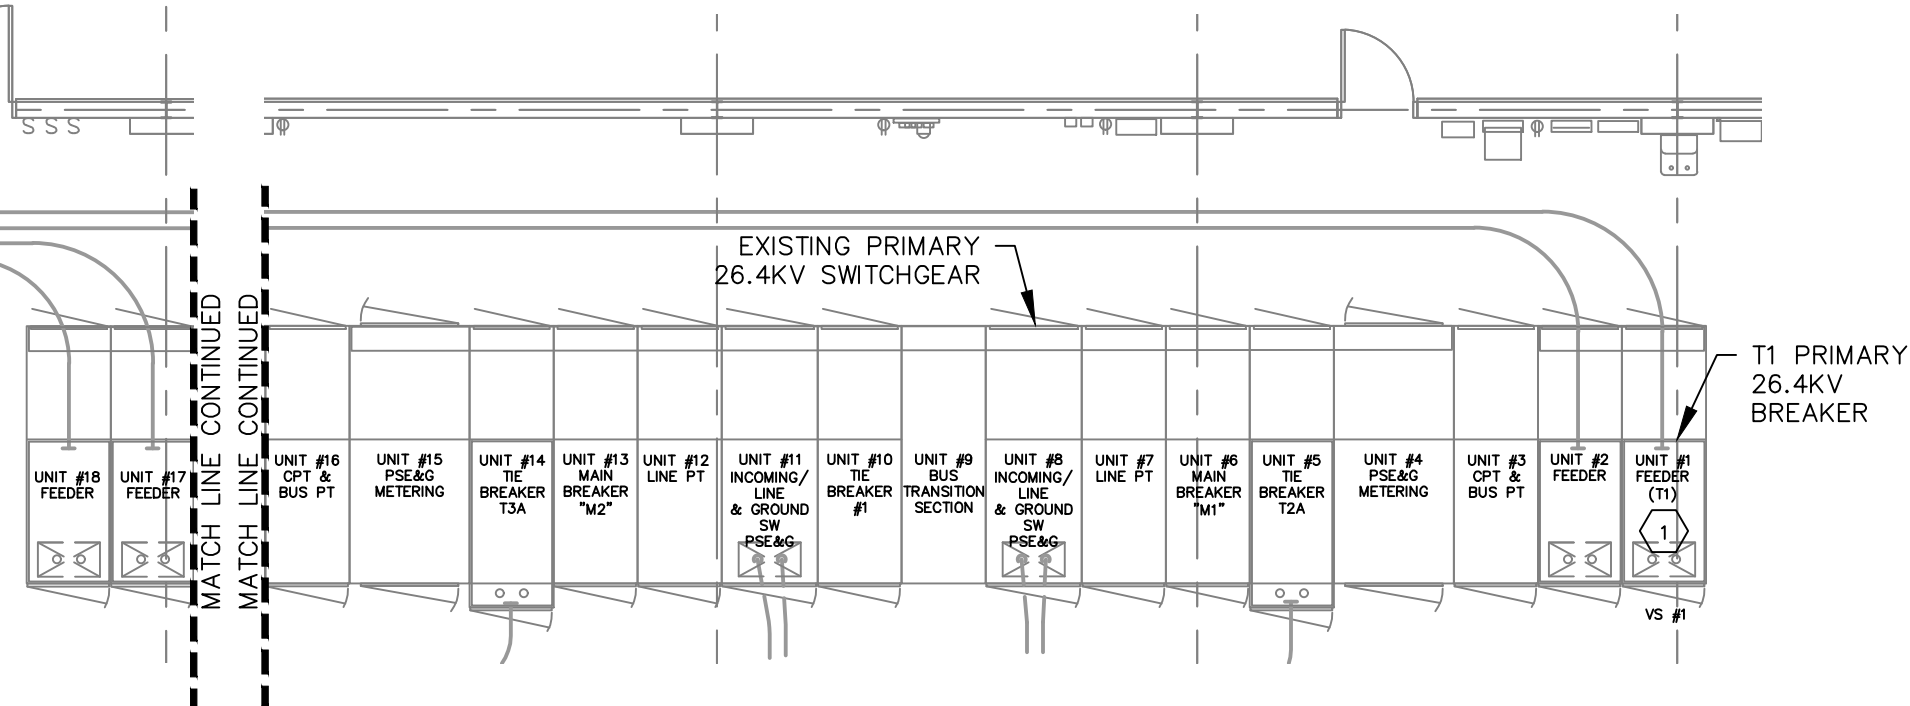 S S S
EXISTING PRIMARY
26.4KV SWITCHGEAR
T1 PRIMARY
26.4KV
BREAKER
MATCH LINE CONTINUED
MATCH LINE CONTINUED
UNIT #18
FEEDER
UNIT #17
FEEDER
UNIT #16
CPT &
BUS PT
UNIT #15
PSE&G
METERING
UNIT #14
TIE
BREAKER
T3A
UNIT #13
MAIN
BREAKER
"M2"
UNIT #12
LINE PT
UNIT #11
INCOMING/
LINE
& GROUND
SW
PSE&G
UNIT #10
TIE
BREAKER
#1
UNIT #9
BUS
TRANSITION
SECTION
UNIT #8
INCOMING/
LINE
& GROUND
SW
PSE&G
UNIT #7
LINE PT
UNIT #6
MAIN
BREAKER
"M1"
UNIT #5
TIE
BREAKER
T2A
UNIT #4
PSE&G
METERING
UNIT #3
CPT &
BUS PT
UNIT #2
FEEDER
UNIT #1
FEEDER
(T1)
1
VS #1